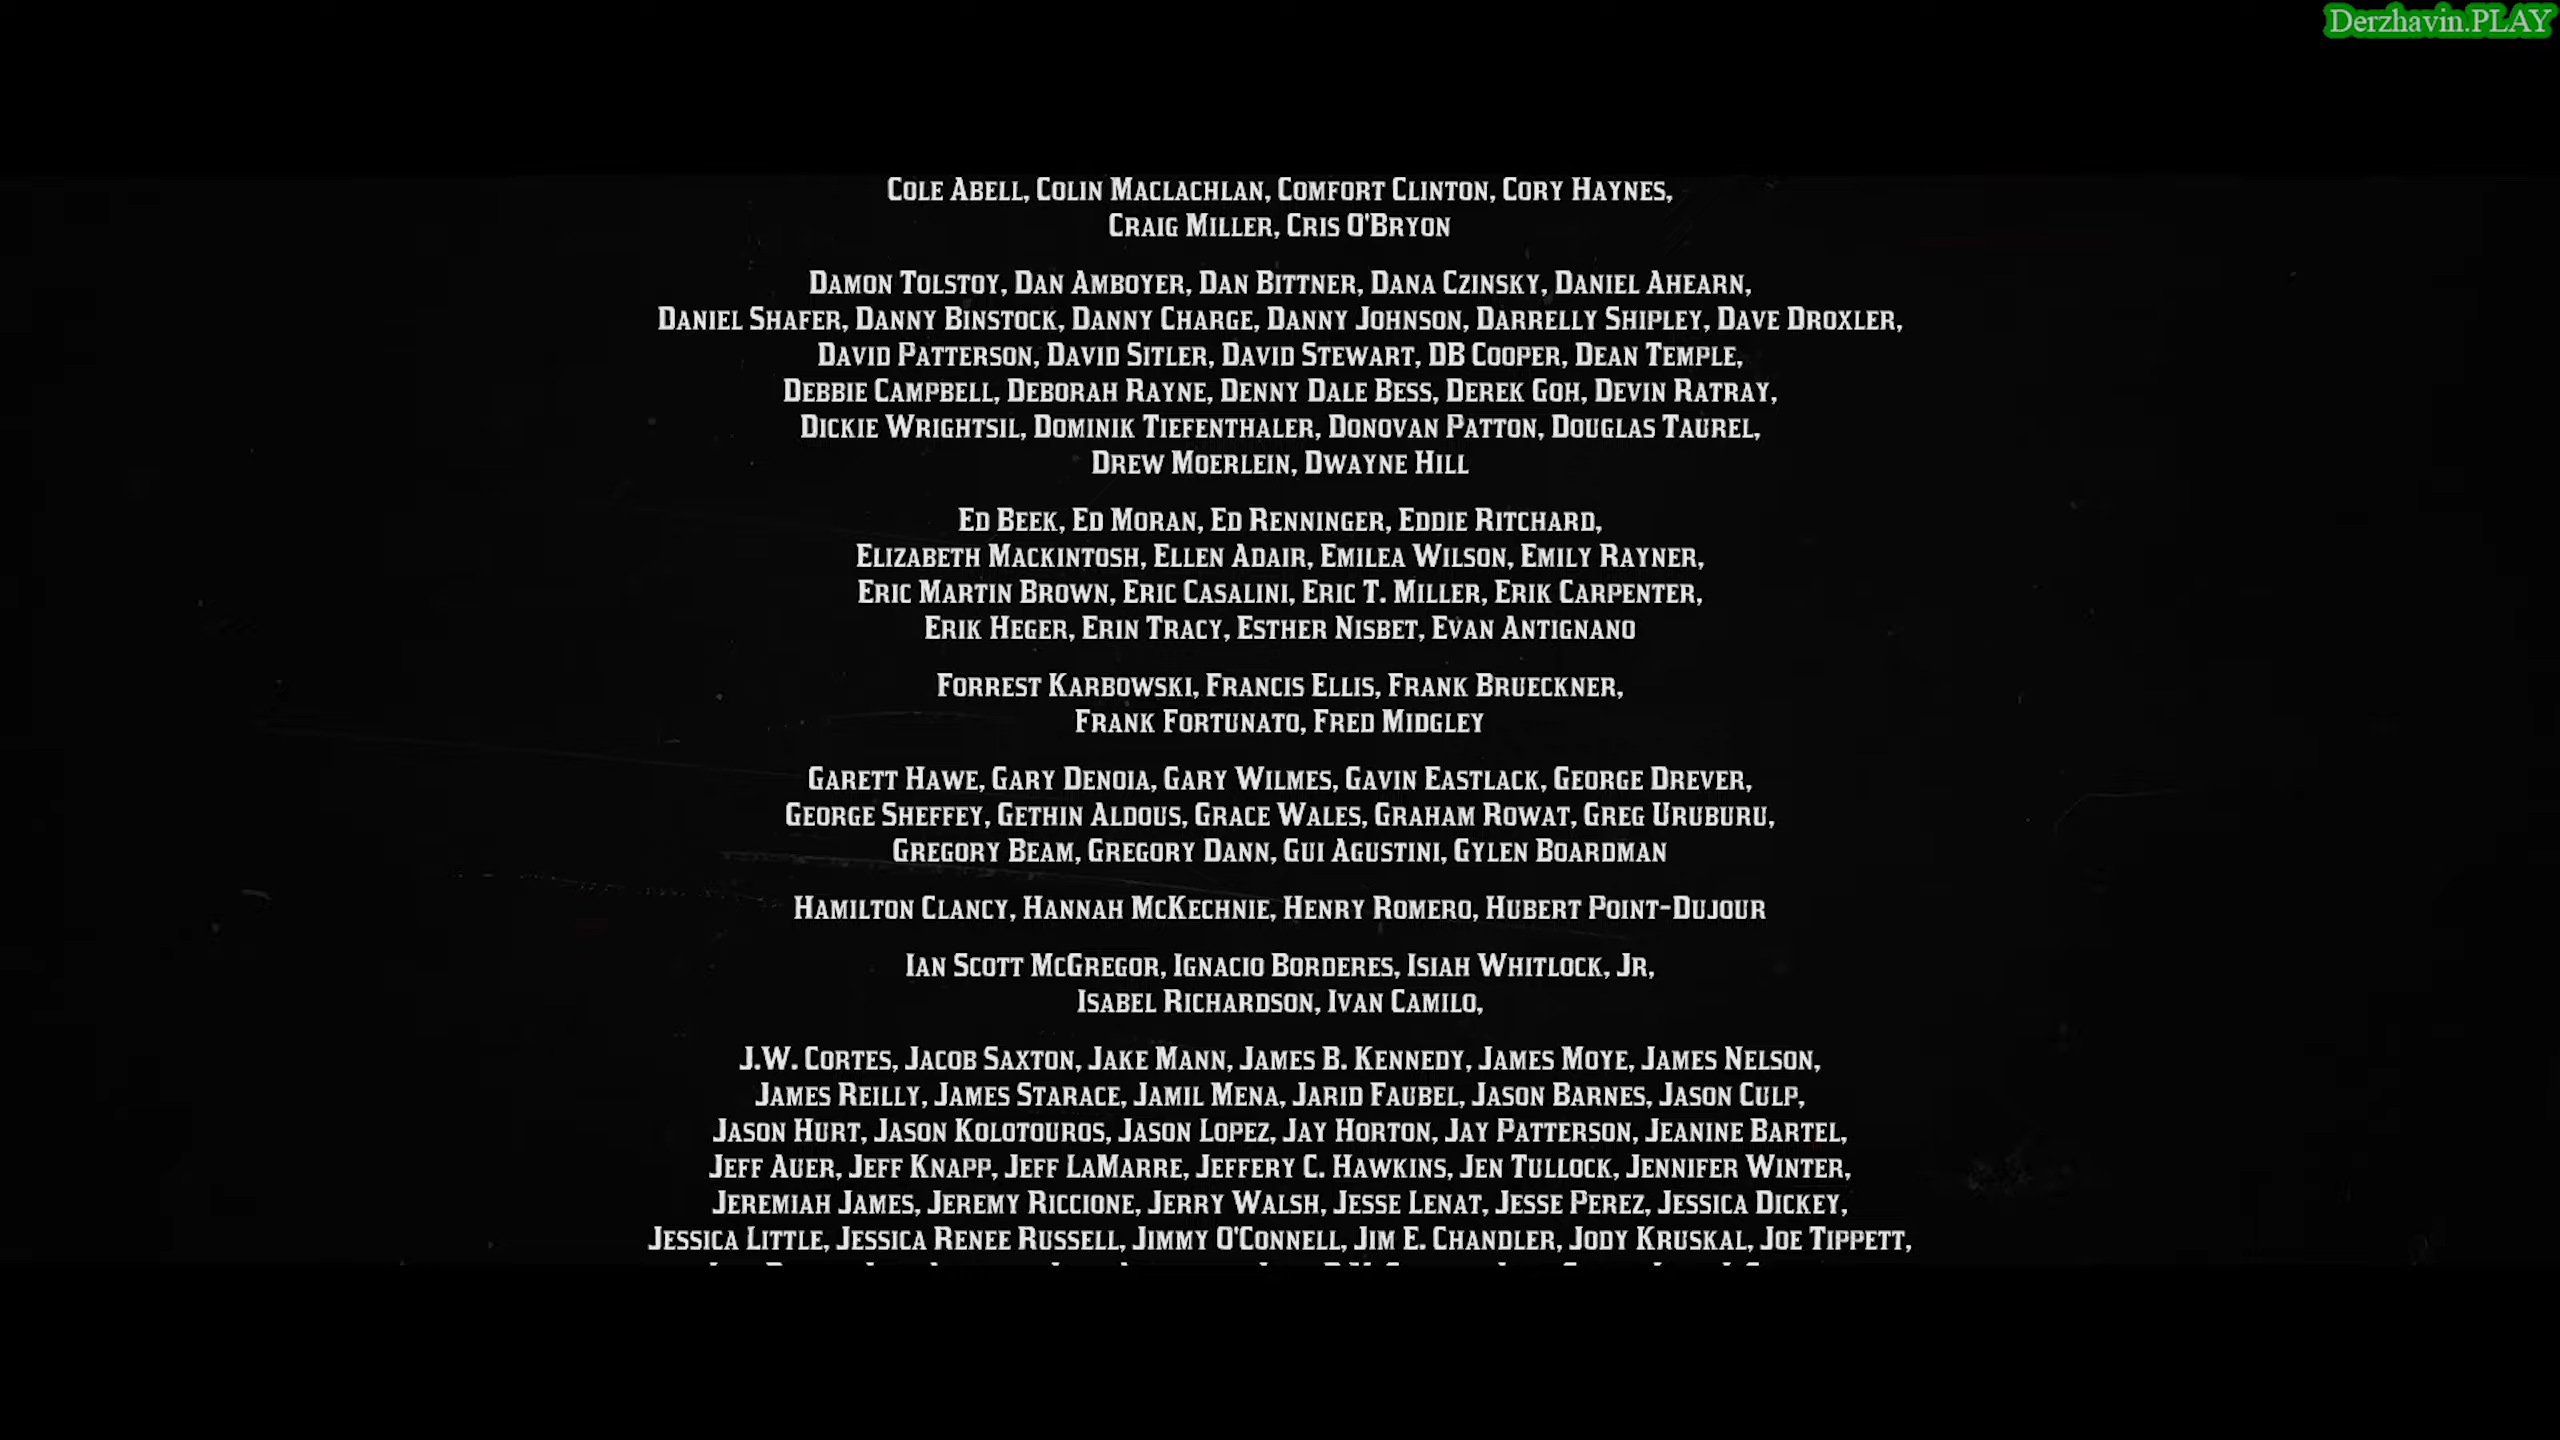 Derzhavin.PLAY
Cole Abell, Colin Maclachlan, Comfort Clinton, Cory Haynes,
Craig Miller, Cris O'Bryon
Damon Tolstoy, Dan Amboyer, Dan Bittner, Dana Czinsky, Daniel Ahearn,
Daniel Shafer, Danny Binstock, Danny Charge, Danny Johnson, Darrelly Shipley, Dave Droxler,
David Patterson, David Sitler, David Stewart, DB Cooper, Dean Temple,
Debbie Campbell, Deborah Rayne, Denny Dale Bess, Derek Goh, Devin Ratray,
Dickie Wrightsil, Dominik Tiefenthaler, Donovan Patton, Douglas Taurel,
Drew Moerlein, Dwayne Hill
Ed Beek, Ed Moran, Ed Renninger, Eddie Ritchard,
Elizabeth Mackintosh, Ellen Adair, Emilea Wilson, Emily Rayner,
Eric Martin Brown, Eric Casalini, Eric T. Miller, Erik Carpenter,
Erik Heger, Erin Tracy, Esther Nisbet, Evan Antignano
Forrest Karbowski, Francis Ellis, Frank Brueckner,
Frank Fortunato, Fred Midgley
Garett Hawe, Gary Denoia, Gary Wilmes, Gavin Eastlack, George Drever,
George Sheffey, Gethin Aldous, Grace Wales, Graham Rowat, Greg Uruburu,
Gregory Beam, Gregory Dann, Gui Agustini, Gylen Boardman
Hamilton Clancy, Hannah McKechnie, Henry Romero, Hubert Point-Dujour
Ian Scott McGregor, Ignacio Borderes, Isiah Whitlock, Jr,
Isabel Richardson, Ivan Camilo,
J.W. Cortes, Jacob Saxton, Jake Mann, James B. Kennedy, James Moye, James Nelson,
James Reilly, James Starace, Jamil Mena, Jarid Faubel, Jason Barnes, Jason Culp,
Jason Hurt, Jason Kolotouros, Jason Lopez, Jay Horton, Jay Patterson, Jeanine Bartel,
Jeff Auer, Jeff Knapp, Jeff LaMarre, Jeffery C. Hawkins, Jen Tullock, Jennifer Winter,
Jeremiah James, Jeremy Riccione, Jerry Walsh, Jesse Lenat, Jesse Perez, Jessica Dickey,
Jessica Little, Jessica Renee Russell, Jimmy O'Connell, Jim E. Chandler, Jody Kruskal, Joe Tippett,